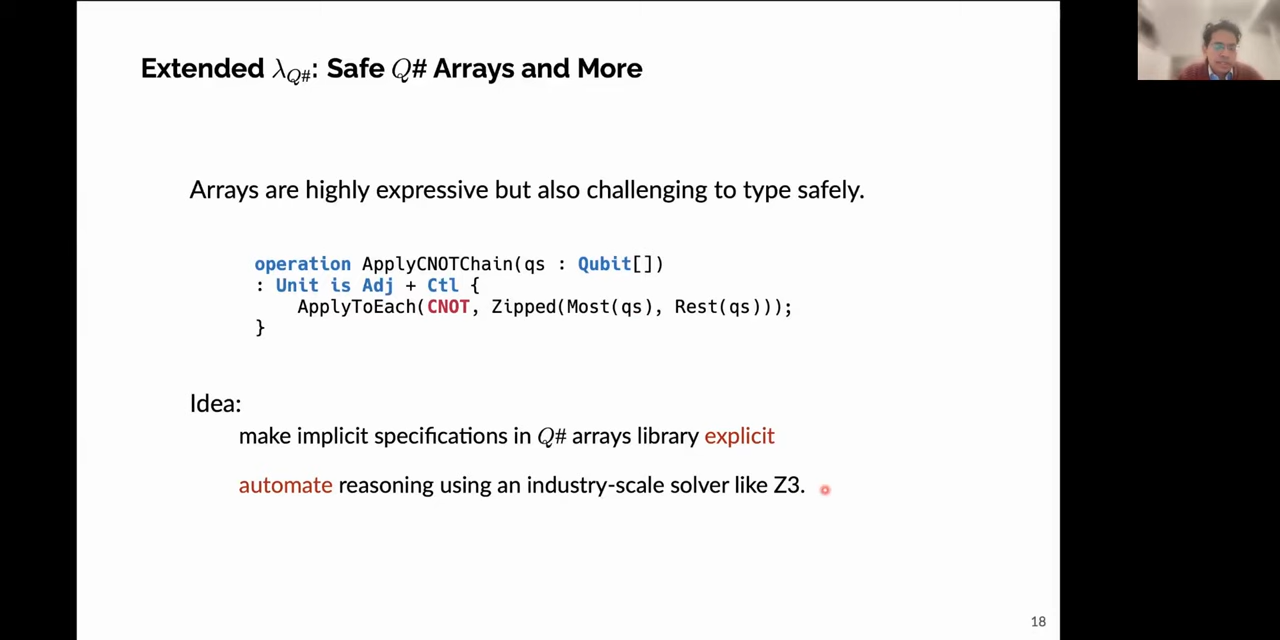 Extended λQ#: Safe Q# Arrays and More
Arrays are highly expressive but also challenging to type safely.
operation ApplyCNOTChain(qs : Qubit[])
: Unit is Adj + Ctl {
ApplyToEach(CNOT, Zipped(Most(qs), Rest(qs)));
}
Idea:
make implicit specifications in Q# arrays library explicit
automate reasoning using an industry-scale solver like Z3.
18